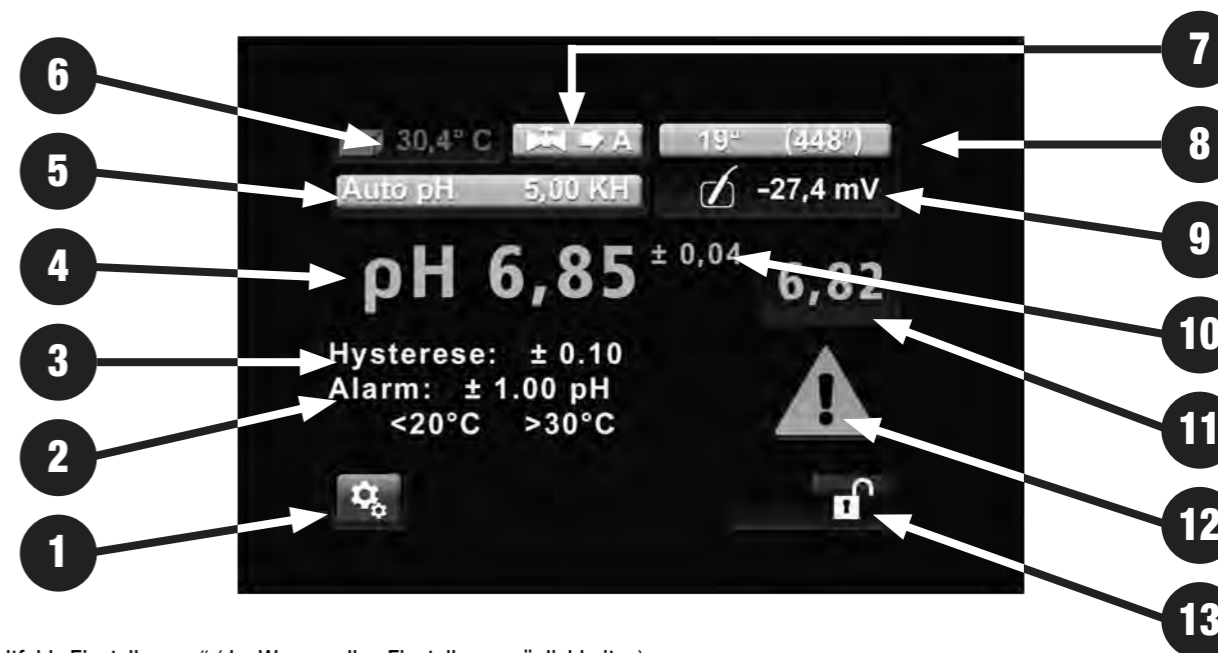 7
6
30,4° C
A
19" (448")
8
5
Auto pH 5,00 KH
-27,4 mV
9
4
pH 6,85 ± 0,04 6,82
10
3
Hysterese: ± 0.10
Alarm: ± 1.00 pH
<20°C >30°C
11
2
12
1
13